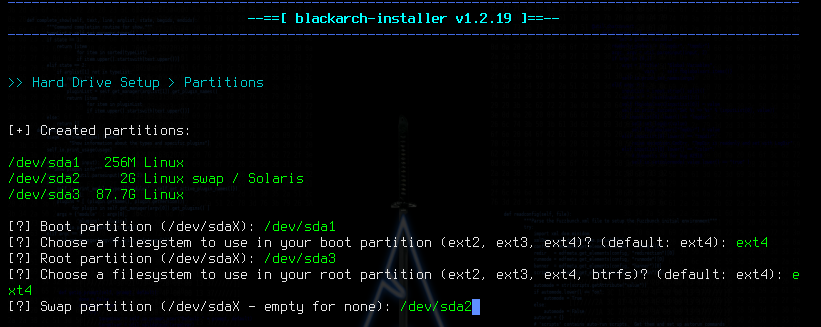 --==[ blackarch-installer v1.2.19 ]==--
>> Hard Drive Setup > Partitions
[+] Created partitions:
/dev/sda1   256M Linux
/dev/sda2     2G Linux swap / Solaris
/dev/sda3  87.7G Linux
[?] Boot partition (/dev/sdaX): /dev/sda1
[?] Choose a filesystem to use in your boot partition (ext2, ext3, ext4)? (default: ext4): ext4
[?] Root partition (/dev/sdaX): /dev/sda3
[?] Choose a filesystem to use in your root partition (ext2, ext3, ext4, btrfs)? (default: ext4): e
xt4
[?] Swap partition (/dev/sdaX - empty for none): /dev/sda2